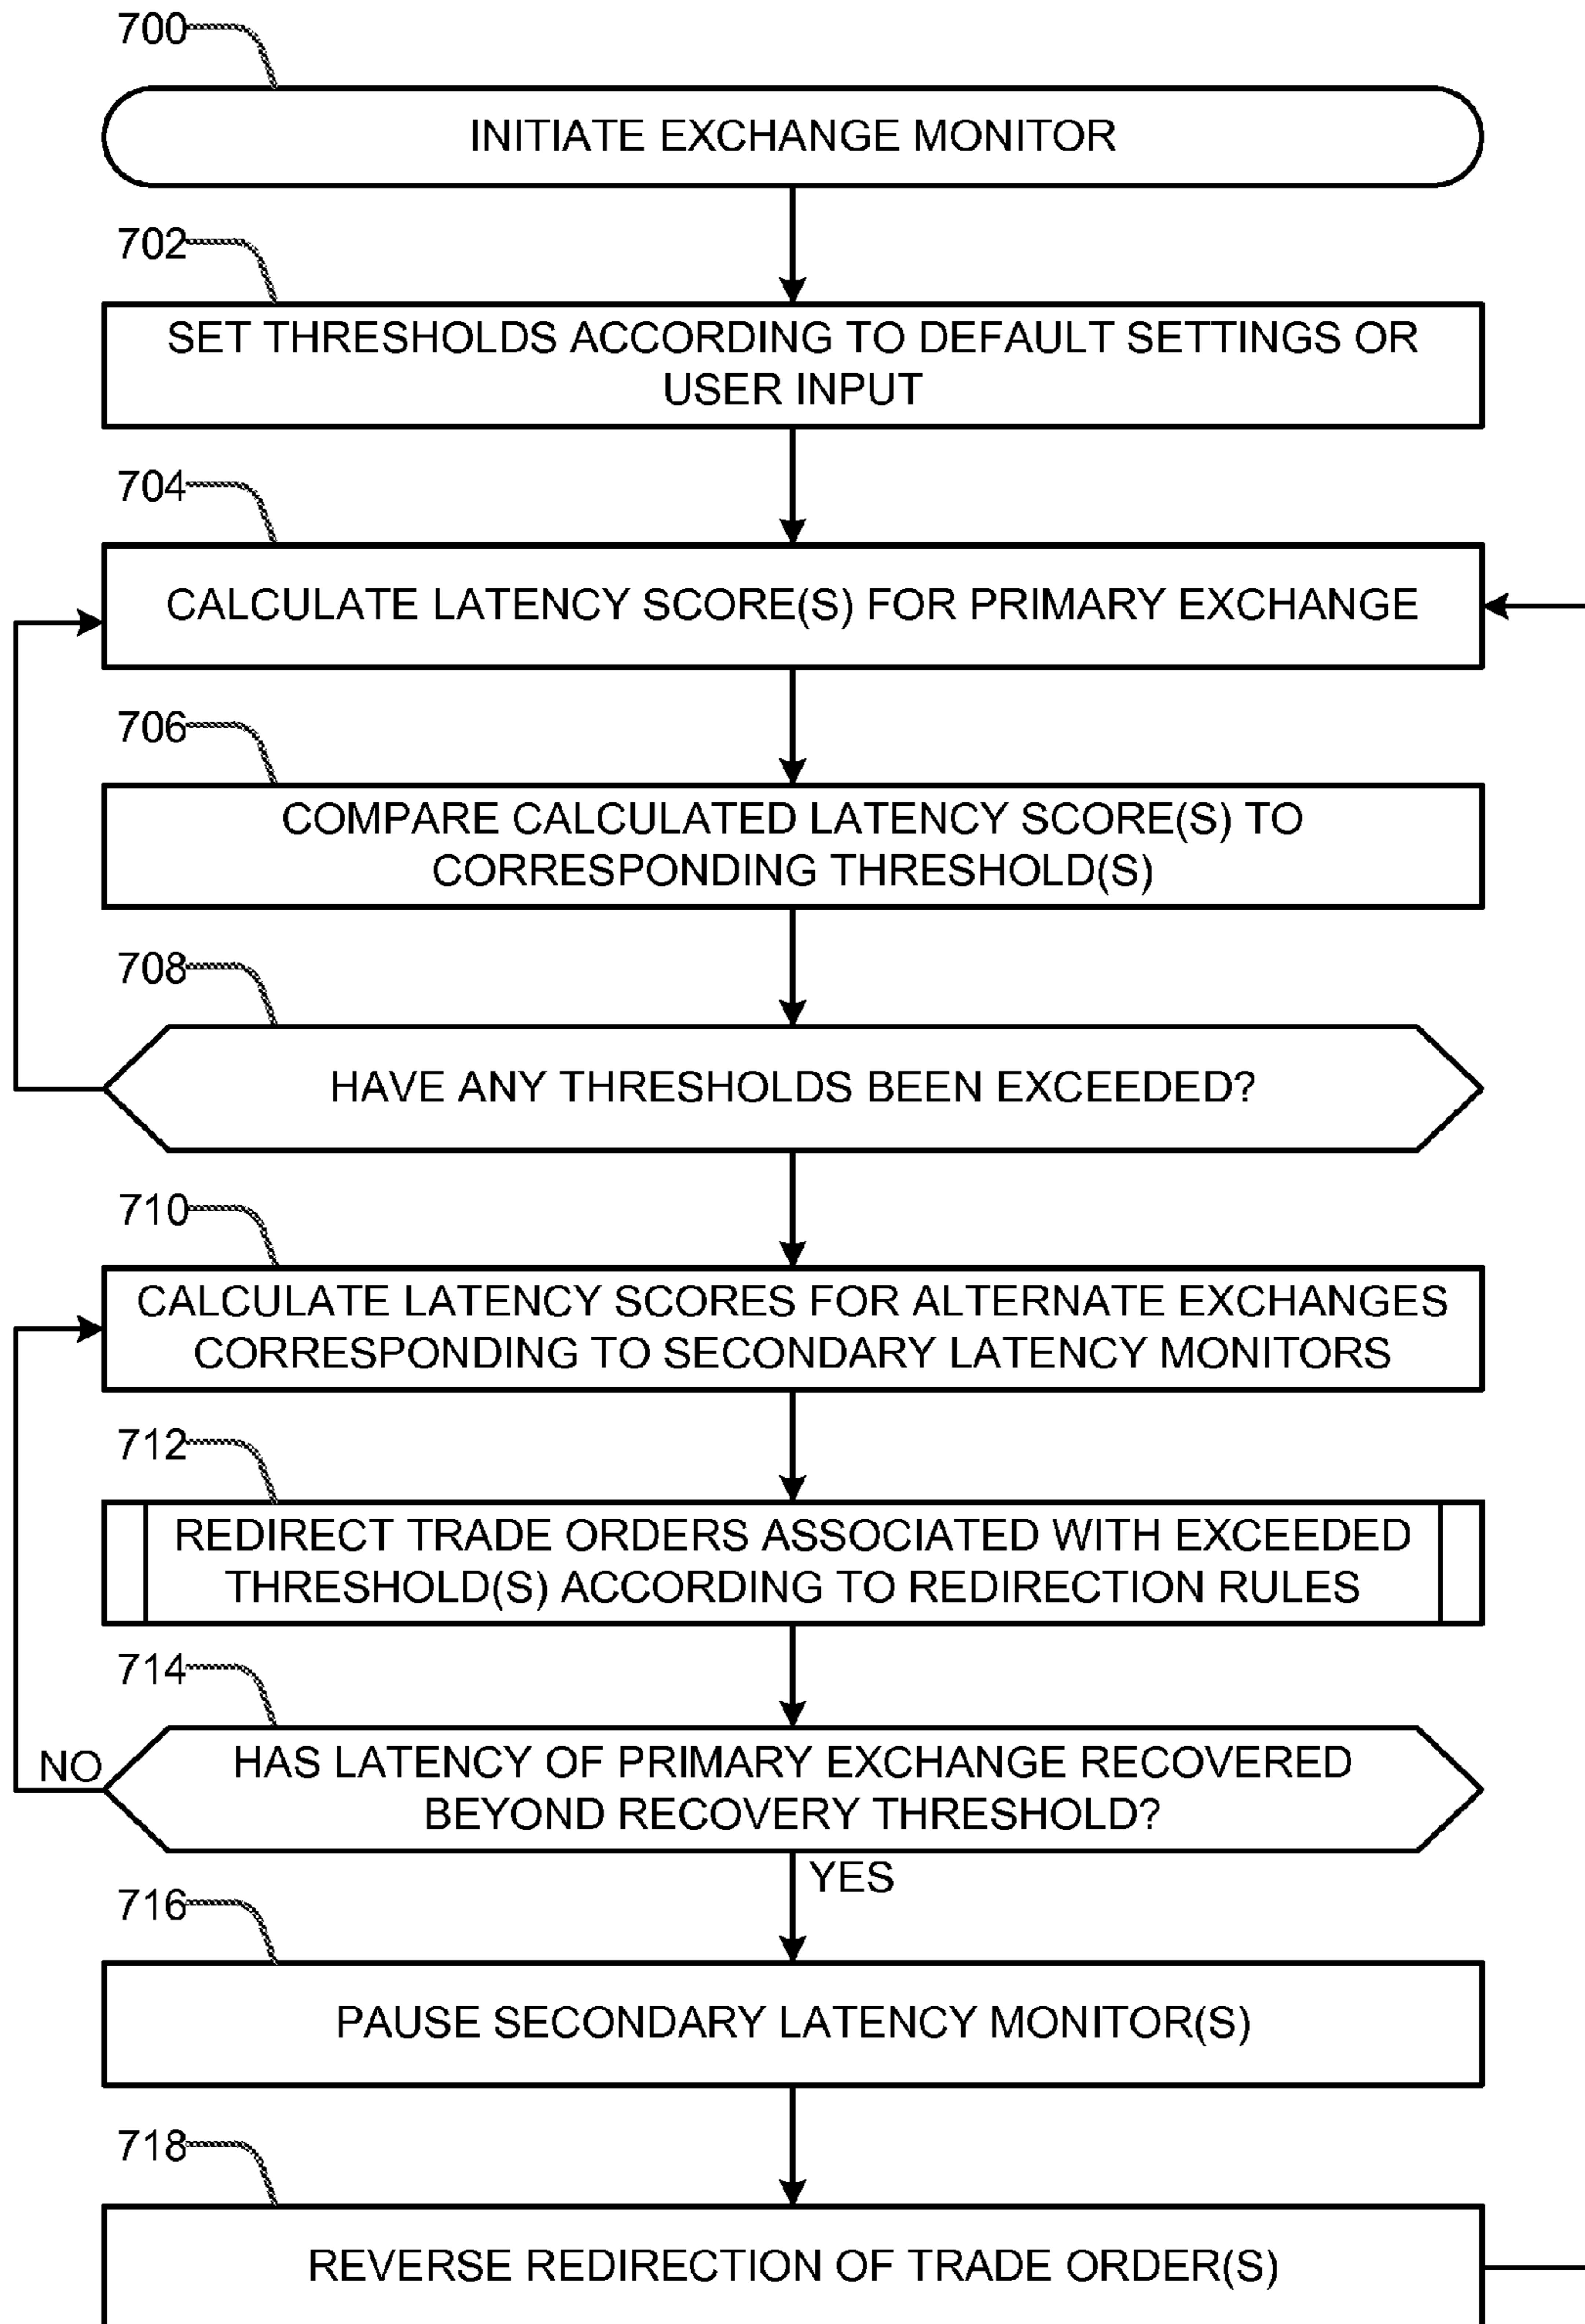 700
INITIATE EXCHANGE MONITOR
702
SET THRESHOLDS ACCORDING TO DEFAULT SETTINGS OR
USER INPUT
704
CALCULATE LATENCY SCORE(S) FOR PRIMARY EXCHANGE
706
COMPARE CALCULATED LATENCY SCORE(S) TO
CORRESPONDING THRESHOLD(S)
708
HAVE ANY THRESHOLDS BEEN EXCEEDED?
710
CALCULATE LATENCY SCORES FOR ALTERNATE EXCHANGES
CORRESPONDING TO SECONDARY LATENCY MONITORS
712
REDIRECT TRADE ORDERS ASSOCIATED WITH EXCEEDED
THRESHOLD(S) ACCORDING TO REDIRECTION RULES
714
NO
HAS LATENCY OF PRIMARY EXCHANGE RECOVERED
BEYOND RECOVERY THRESHOLD?
YES
716
PAUSE SECONDARY LATENCY MONITOR(S)
718
REVERSE REDIRECTION OF TRADE ORDER(S)